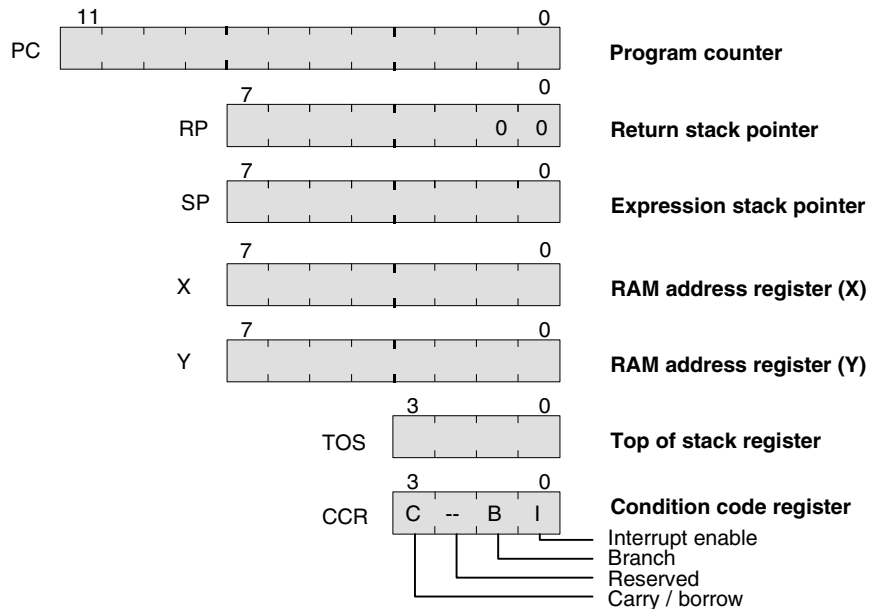 11 0
PC Program counter
7 0
RP 0 0 Return stack pointer
7 0
SP Expression stack pointer
7 0
X RAM address register (X)
7 0
Y RAM address register (Y)
3 0
TOS Top of stack register
3 0
CCR C -- B I Condition code register
Interrupt enable
Branch
Reserved
Carry / borrow